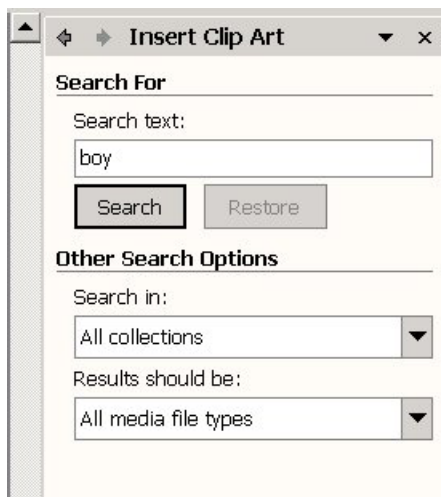 Insert Clip Art
Search For
Search text:
boy
Search
Restore
Other Search Options
Search in:
All collections
Results should be:
All media file types